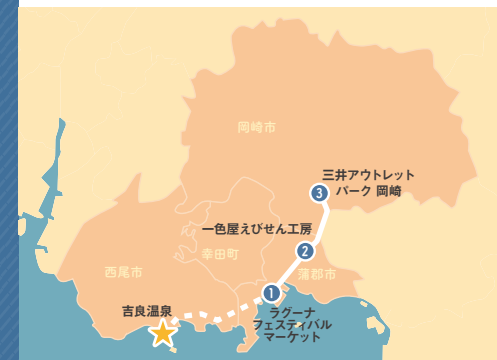 岡崎市
3
三井アウトレット
パーク 岡崎
一色屋えびせん工房
2
幸田町
西尾市
蒲郡市
1
吉良温泉
ラグーナ
フェスティバル
マーケット